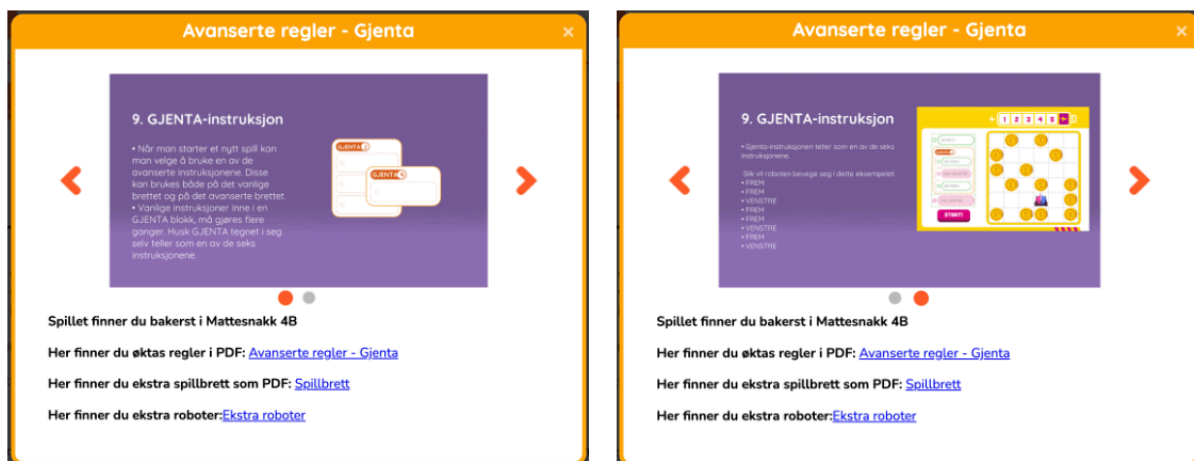 Avanserte regler - Gjenta ×
9. GJENTA-instruksjon
• Når man starter et nytt spill kan
man velge å bruke en av de
avanserte instruksjonene. Disse
kan brukes både på det vanlige
brettet og på det avanserte brettet.
• Vanlige instruksjoner inne i en
GJENTA blokk, må gjøres flere
ganger. Husk GJENTA tegnet i seg
selv teller som en av de seks
instruksjonene.
GJENTA
GJENTA
Spillet finner du bakerst i Mattesnakk 4B
Her finner du øktas regler i PDF: Avanserte regler - Gjenta
Her finner du ekstra spillbrett som PDF: Spillbrett
Her finner du ekstra roboter:Ekstra roboter
Avanserte regler - Gjenta ×
9. GJENTA-instruksjon
• Gjenta-instruksjonen teller som en av de seks
instruksjonene.
Slik vil roboten bevege seg i dette eksempelet
• FREM
• FREM
• VENSTRE
• FREM
• FREM
• VENSTRE
• FREM
• VENSTRE
1 2 3 4 5
START!
Spillet finner du bakerst i Mattesnakk 4B
Her finner du øktas regler i PDF: Avanserte regler - Gjenta
Her finner du ekstra spillbrett som PDF: Spillbrett
Her finner du ekstra roboter:Ekstra roboter